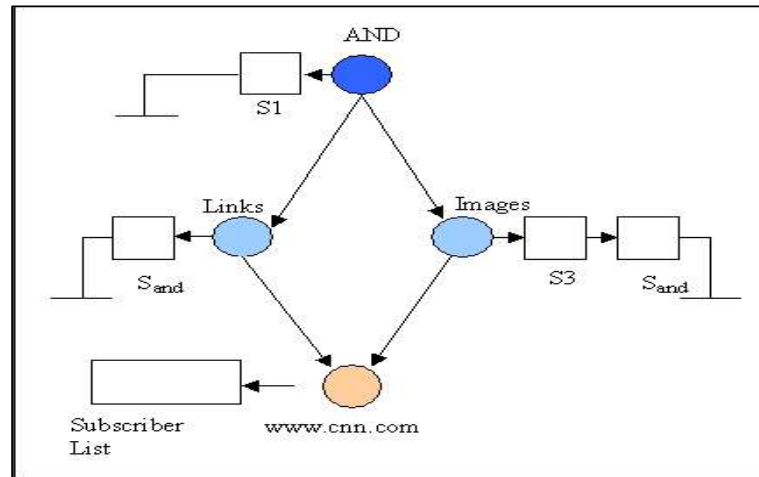 AND
S1
Links
Images
Sand
S3
Sand
Subscriber
List
www.cnn.com